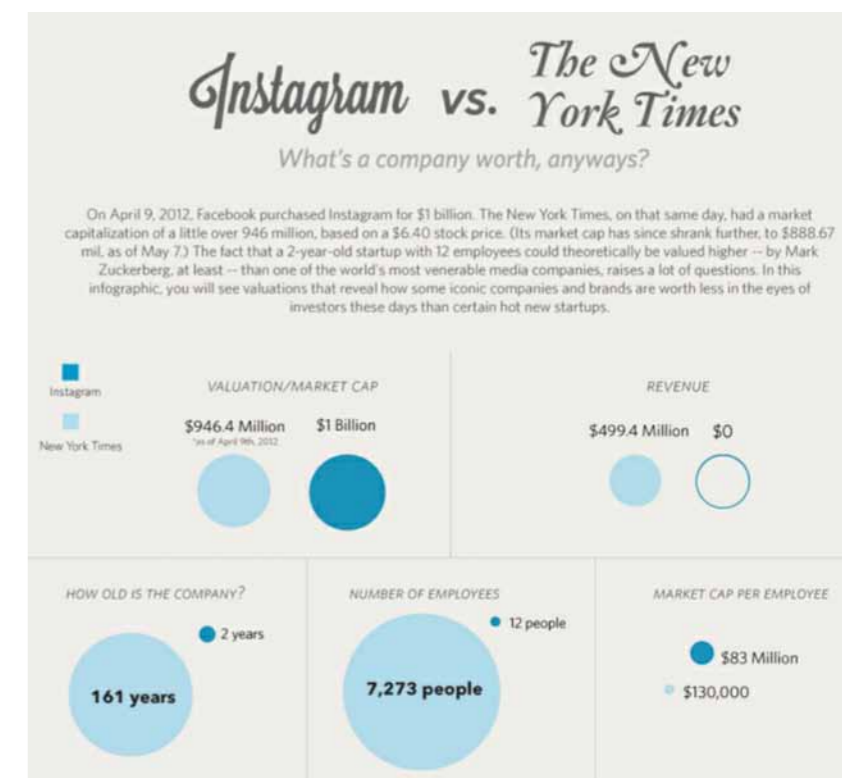 Instagram vs. The New
York Times
What's a company worth, anyways?
On April 9, 2012, Facebook purchased Instagram for $1 billion. The New York Times, on that same day, had a market
capitalization of a little over 946 million, based on a $6.40 stock price. (Its market cap has since shrank further, to $888.67
mil, as of May 7.) The fact that a 2-year-old startup with 12 employees could theoretically be valued higher -- by Mark
Zuckerberg, at least -- than one of the world's most venerable media companies, raises a lot of questions. In this
infographic, you will see valuations that reveal how some iconic companies and brands are worth less in the eyes of
investors these days than certain hot new startups.
Instagram
New York Times
VALUATION/MARKET CAP
$946.4 Million $1 Billion
*as of April 9th, 2012
REVENUE
$499.4 Million $0
HOW OLD IS THE COMPANY?
2 years
161 years
NUMBER OF EMPLOYEES
12 people
7,273 people
MARKET CAP PER EMPLOYEE
$83 Million
$130,000